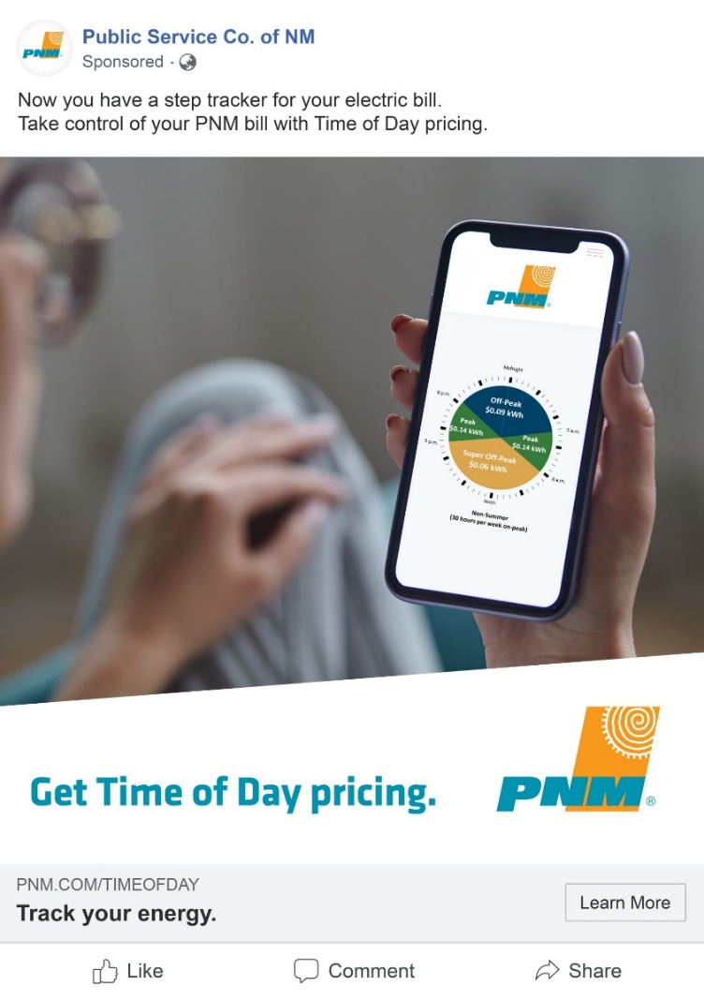 PNM
Public Service Co. of NM
Sponsored -
Now you have a step tracker for your electric bill.
Take control of your PNM bill with Time of Day pricing.
PNM®
Midnight
8 p.m.
Off-Peak
$0.09 kWh
Peak
$0.14 kWh
Peak
$0.14 kWh
5 a.m.
5 p.m.
Super Off-Peak
$0.06 kWh
8 a.m.
Noon
Non-Summer
(30 hours per week on-peak)
Get Time of Day pricing.
PNM®
PNM.COM/TIMEOFDAY
Track your energy.
Learn More
Like
Comment
Share